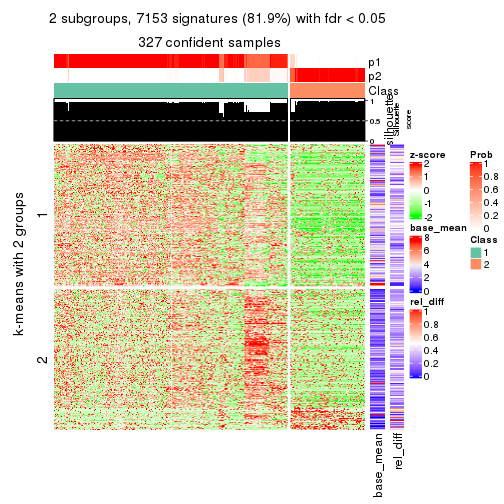 2 subgroups, 7153 signatures (81.9%) with fdr < 0.05
327 confident samples
p1
p2
Class
silhouette
Silhouette
score
1
0.5
0
k-means with 2 groups
1
2
base_mean
rel_diff
z-score
2
1
0
-1
-2
base_mean
8
6
4
2
0
rel_diff
1
0.8
0.6
0.4
0.2
0
Prob
1
0.8
0.6
0.4
0.2
0
Class
1
2